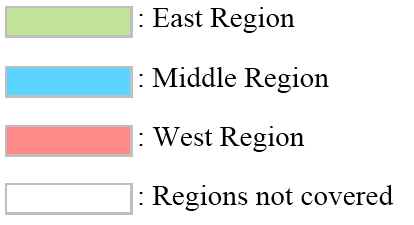 : East Region
: Middle Region
: West Region
: Regions not covered